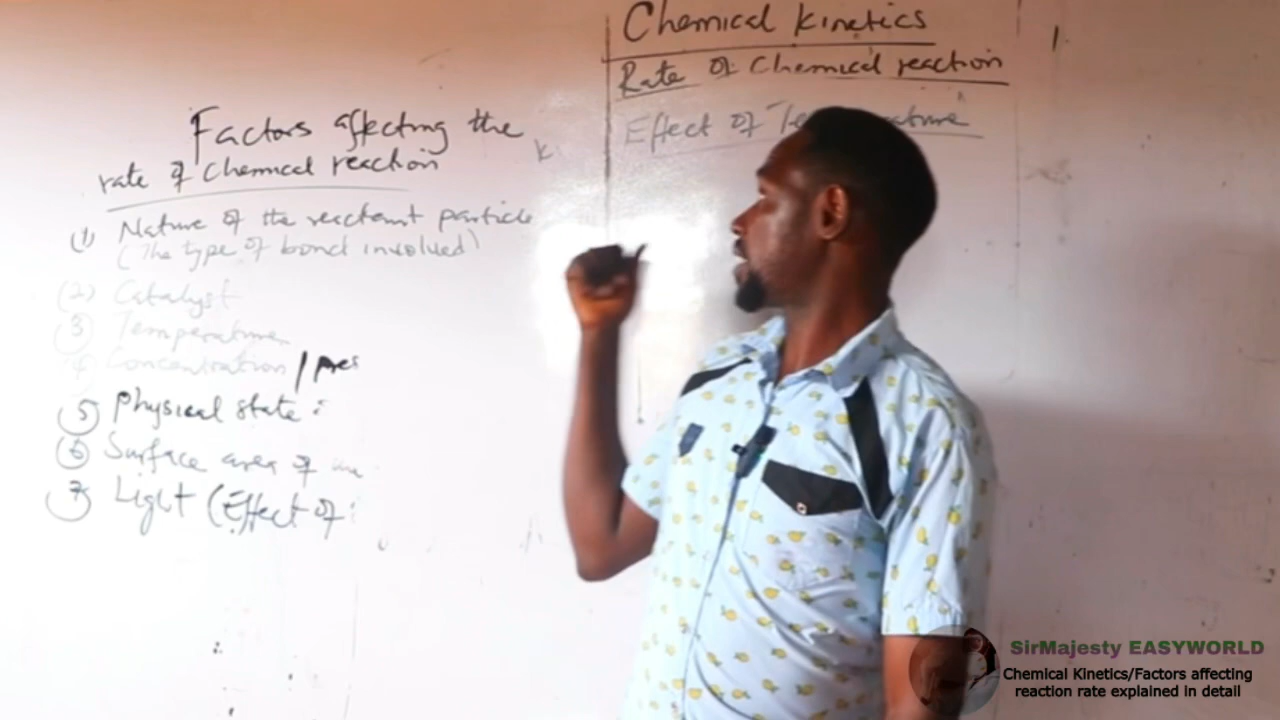 Chemical Kinetics
Rate of Chemical reaction
Effect of
Factors affecting the
rate of Chemical reaction
(1) Nature of the reactant particle
(The type of bond involved)
(2) Catalyst
3 Temperature
(4) Concentration / pres
5 Physical state
6 Surface area of
7 Light (Effect of
SirMajesty EASYWORLD
Chemical Kinetics/Factors affecting
reaction rate explained in detail